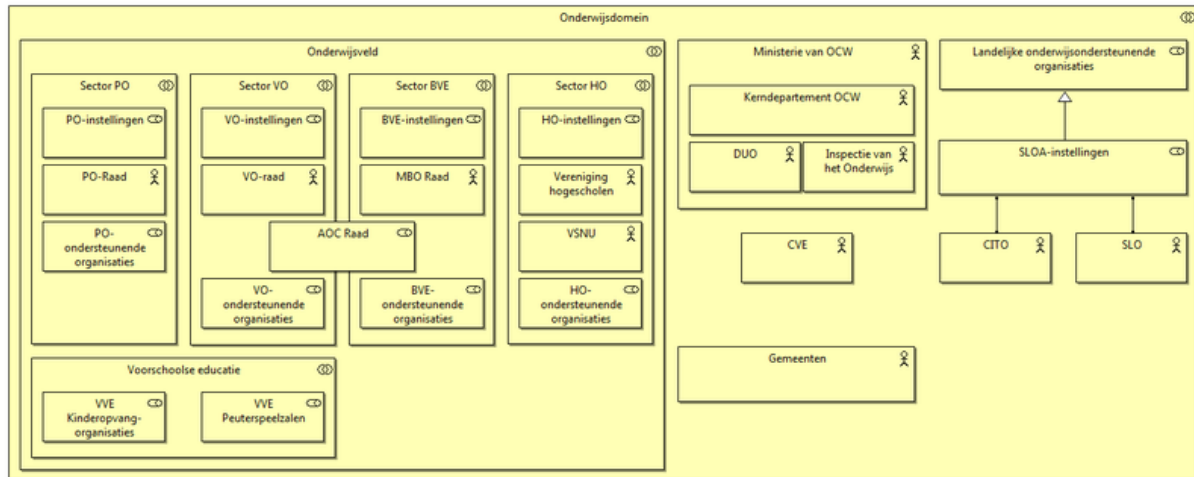 Onderwijsdomein
Onderwijsveld
Sector PO
PO-instellingen
PO-Raad
PO-
ondersteunende
organisaties
Sector VO
VO-instellingen
VO-raad
AOC Raad
VO-
ondersteunende
organisaties
Sector BVE
BVE-instellingen
MBO Raad
BVE-
ondersteunende
organisaties
Sector HO
HO-instellingen
Vereniging
hogescholen
VSNU
HO-
ondersteunende
organisaties
Voorschoolse educatie
VVE
Kinderopvang-
organisaties
VVE
Peuterspeelzalen
Ministerie van OCW
Kerndepartement OCW
DUO
Inspectie van
het Onderwijs
CVE
Gemeenten
Landelijke onderwijsondersteunende
organisaties
SLOA-instellingen
CITO
SLO